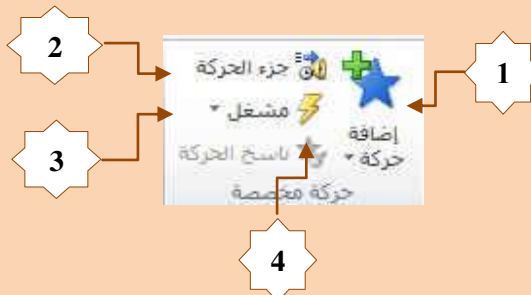 2
1
3
4
إضافة
حركة
جزء الحركة
مشغل
ناسخ الحركة
حركة مخصصة